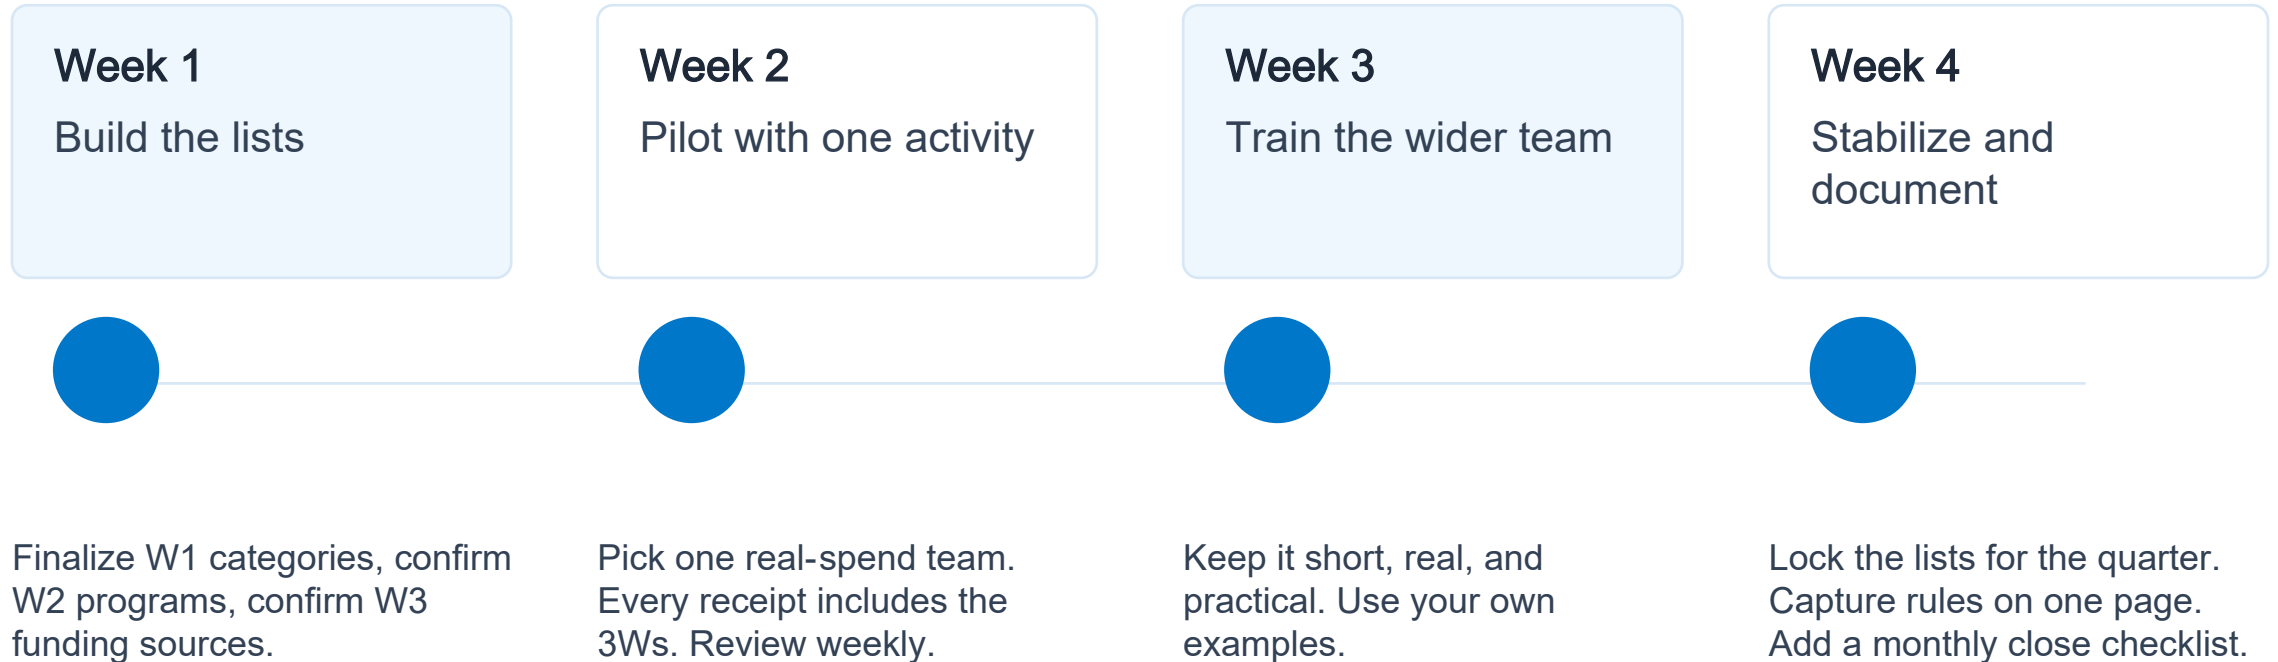 Week 1
Build the lists
Week 2
Pilot with one activity
Week 3
Train the wider team
Week 4
Stabilize and
document
Finalize W1 categories, confirm
W2 programs, confirm W3
funding sources.
Pick one real-spend team.
Every receipt includes the
3Ws. Review weekly.
Keep it short, real, and
practical. Use your own
examples.
Lock the lists for the quarter.
Capture rules on one page.
Add a monthly close checklist.